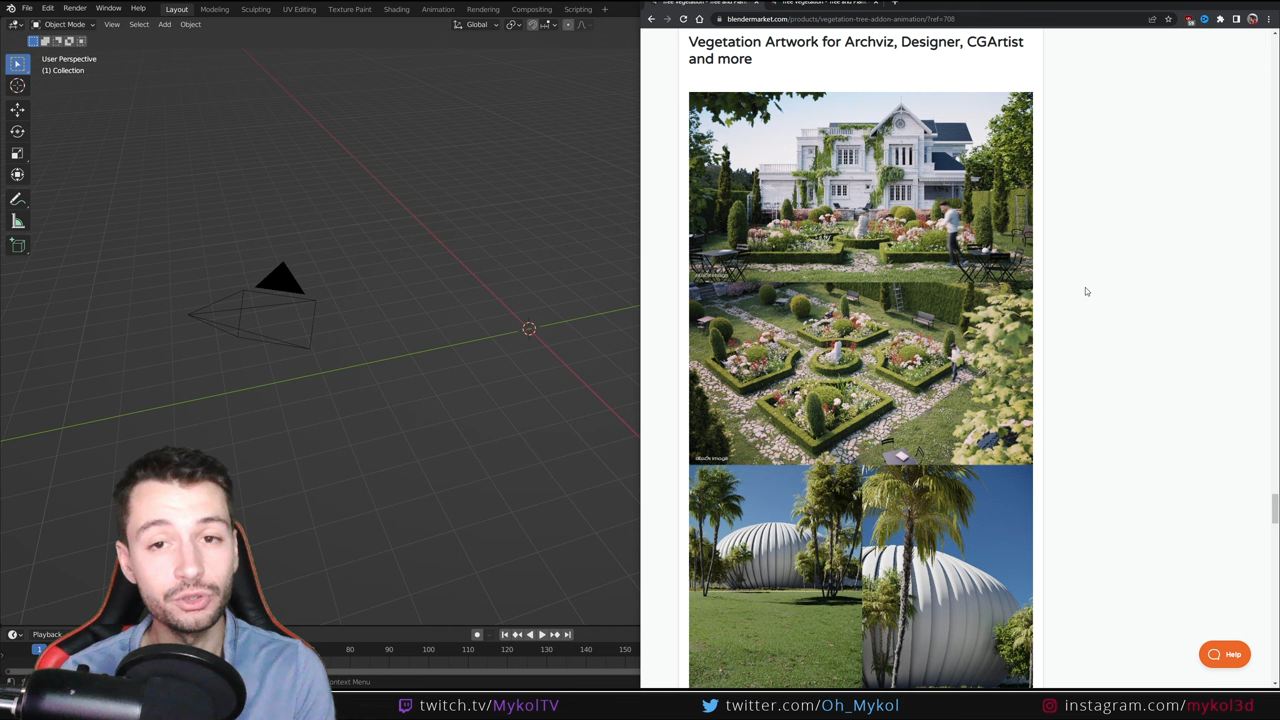 File Edit Render Window Help
Layout Modeling Sculpting UV Editing Texture Paint Shading Animation Rendering Compositing Scripting +
Object Mode View Select Add Object Global
User Perspective
(1) Collection
Playback
1 80 90 100 110 120 130 140 150
ntext Menu
blendermarket.com/products/vegetation-tree-addon-animation/?ref=708
Vegetation Artwork for Archviz, Designer, CGArtist
and more
Help
twitch.tv/MykolTV
twitter.com/Oh_Mykol
instagram.com/mykol3d